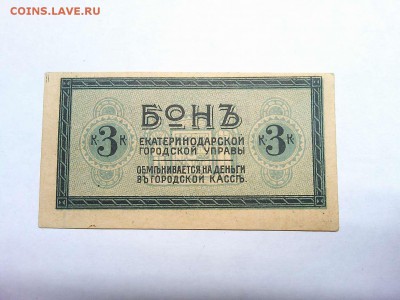 COINS.LAVE.RU
БОНЪ
К 3 К
ЕКАТЕРИНОДАРСКОЙ
ГОРОДСКОЙ УПРАВЫ
К 3 К
ОБМѢНИВАЕТСЯ НА ДЕНЬГИ
ВЪ ГОРОДСКОЙ КАССѢ.